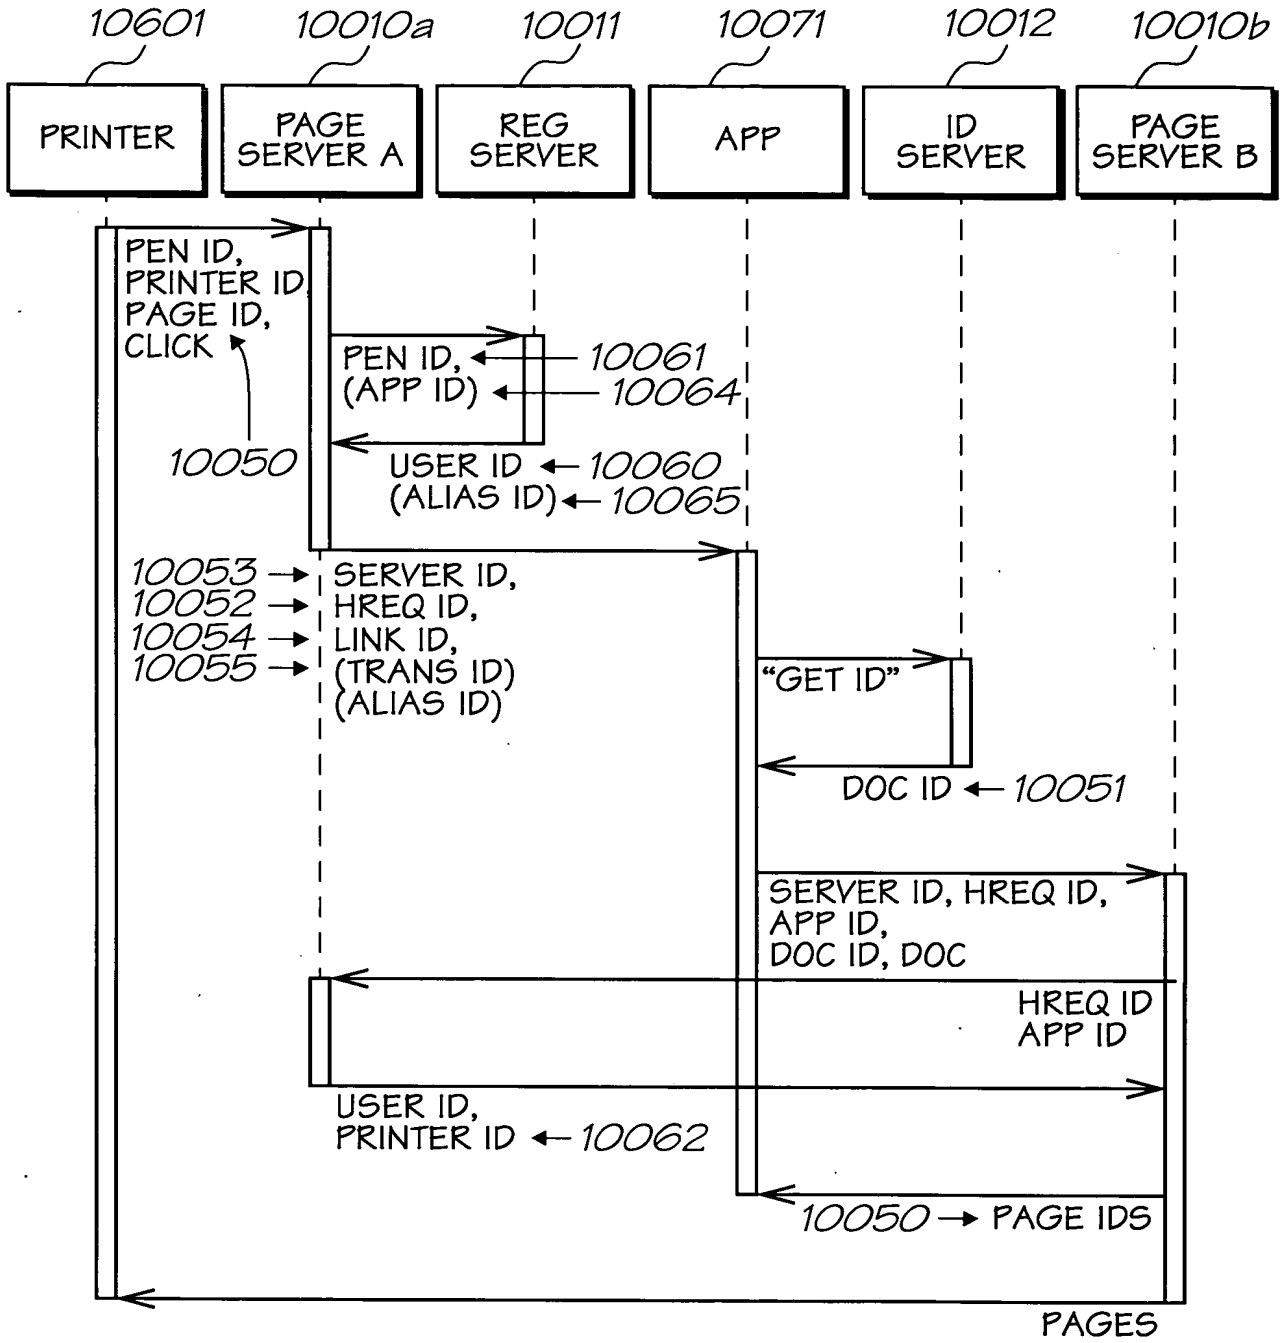 10601 10010a 10011 10071 10012 10010b
PRINTER
PAGE
SERVER A
REG
SERVER
APP
ID
SERVER
PAGE
SERVER B
PEN ID,
PRINTER ID
PAGE ID,
CLICK
10050
PEN ID,
10061
(APP ID)
10064
USER ID
10060
(ALIAS ID)
10065
10053
SERVER ID,
10052
HREQ ID,
10054
LINK ID,
10055
(TRANS ID)
(ALIAS ID)
“GET ID”
DOC ID
10051
SERVER ID, HREQ ID,
APP ID,
DOC ID, DOC
HREQ ID
APP ID
USER ID,
PRINTER ID
10062
10050
PAGE IDS
PAGES